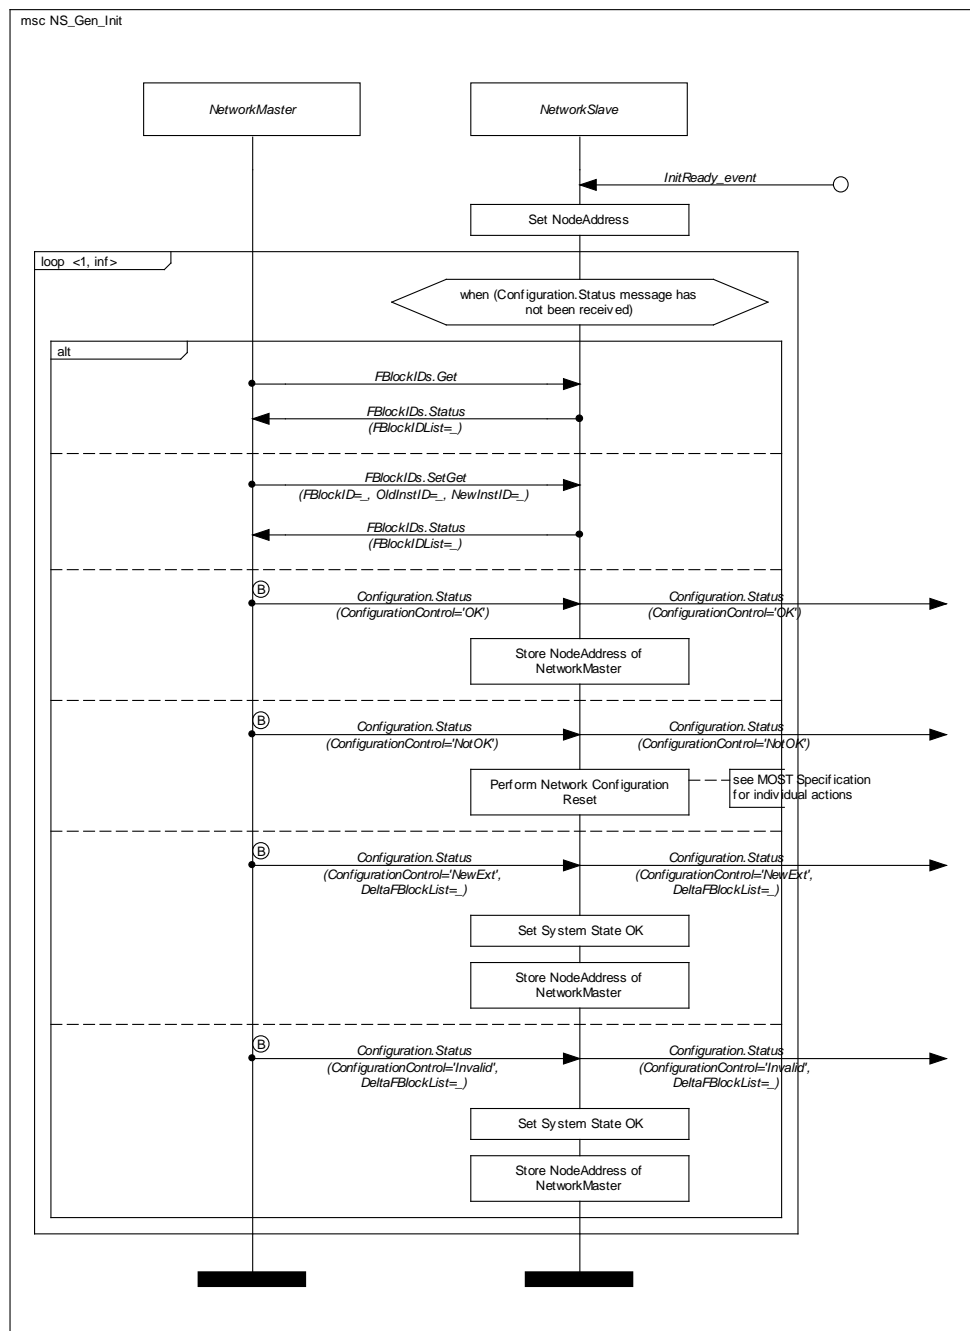 msc NS_Gen_Init
NetworkMaster
NetworkSlave
InitReady_event
Set NodeAddress
loop <1, inf>
when (Configuration.Status message has
not been received)
alt
FBlockIDs.Get
FBlockIDs.Status
(FBlockIDList=_)
FBlockIDs.SetGet
(FBlockID=_, OldInstID=_, NewInstID=_)
FBlockIDs.Status
(FBlockIDList=_)
B
Configuration.Status
(ConfigurationControl='OK')
Configuration.Status
(ConfigurationControl='OK')
Store NodeAddress of
NetworkMaster
B
Configuration.Status
(ConfigurationControl='NotOK')
Configuration.Status
(ConfigurationControl='NotOK')
Perform Network Configuration
Reset
see MOST Specification
for individual actions
B
Configuration.Status
(ConfigurationControl='NewExt',
DeltaFBlockList=_)
Configuration.Status
(ConfigurationControl='NewExt',
DeltaFBlockList=_)
Set System State OK
Store NodeAddress of
NetworkMaster
B
Configuration.Status
(ConfigurationControl='Invalid',
DeltaFBlockList=_)
Configuration.Status
(ConfigurationControl='Invalid',
DeltaFBlockList=_)
Set System State OK
Store NodeAddress of
NetworkMaster